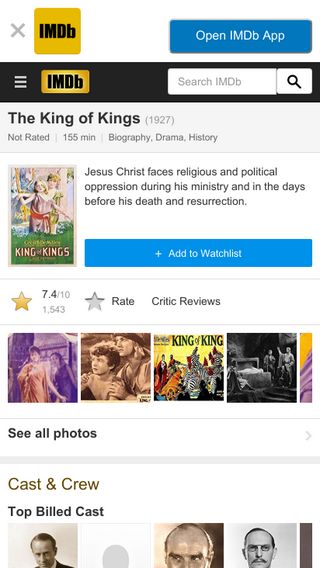 IMDb
Open IMDb App
IMDb
Search IMDb
The King of Kings (1927)
Not Rated | 155 min | Biography, Drama, History
Jesus Christ faces religious and political
oppression during his ministry and in the days
before his death and resurrection.
KING of KINGS
+ Add to Watchlist
7.4/10
1,543
Rate
Critic Reviews
KING of KINGS
See all photos
Cast & Crew
Top Billed Cast